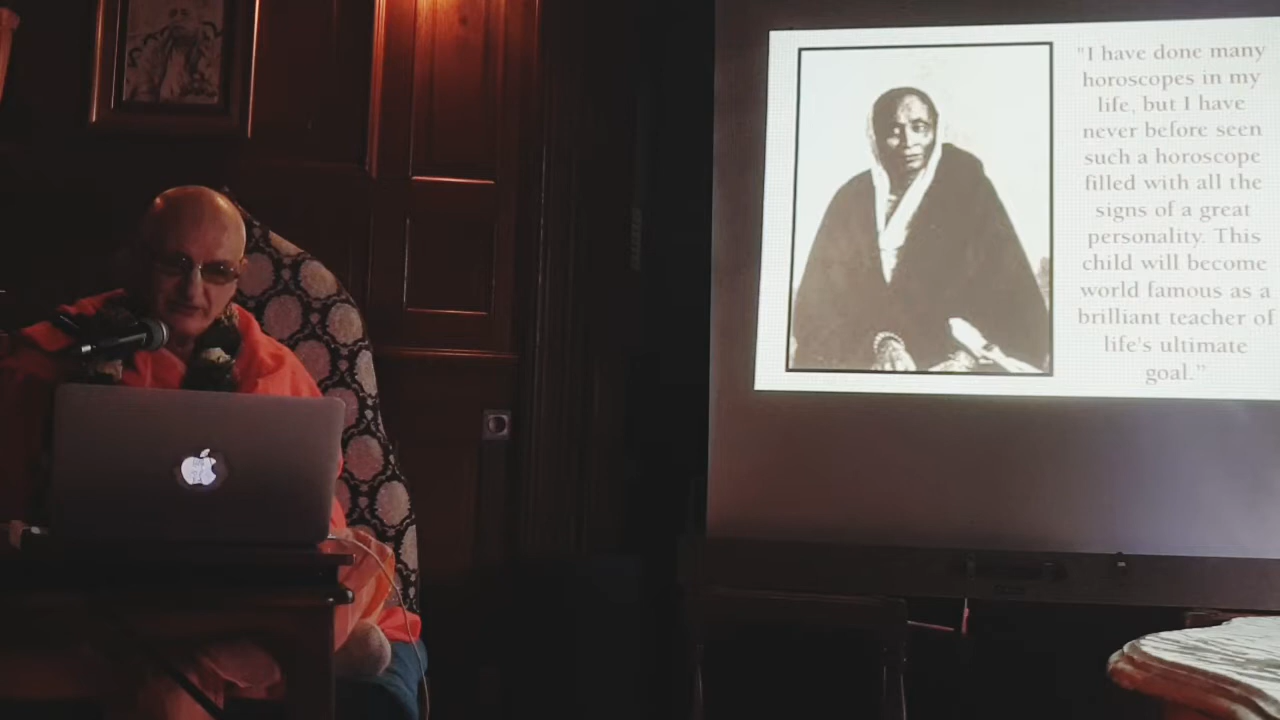 "I have done many
horoscopes in my
life, but I have
never before seen
such a horoscope
filled with all the
signs of a great
personality. This
child will become
world famous as a
brilliant teacher of
life's ultimate
goal.”